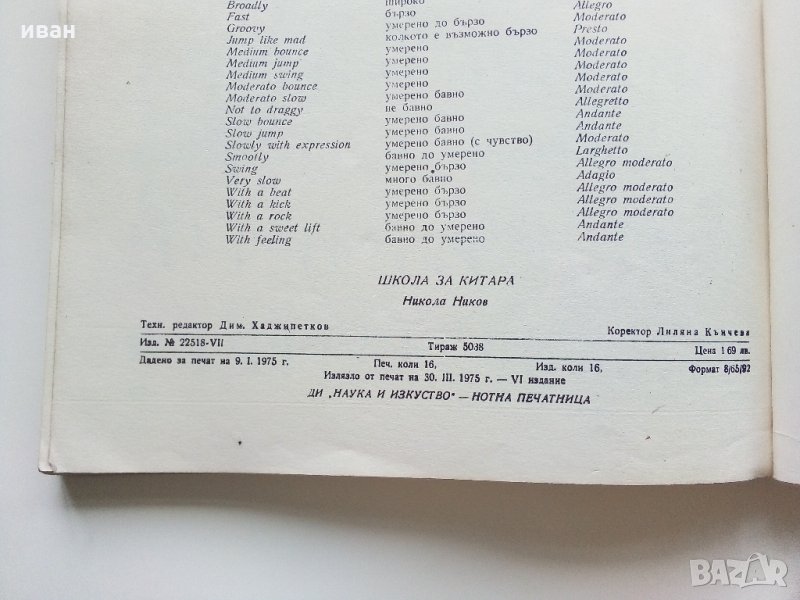 иван
Broadly широко Allegro
Fast бързо Moderato
Groovy умерено до бързо Presto
Jump like mad колкото е възможно бързо Moderato
Medium bounce умерено Moderato
Medium jump умерено Moderato
Medium swing умерено Moderato
Moderato bounce умерено Moderato
Moderato slow умерено бавно Allegretto
Not to draggy не бавно Andante
Slow bounce умерено бавно Andante
Slow jump умерено бавно Moderato
Slowly with expression умерено бавно (с чувство) Larghetto
Smootly бавно до умерено Allegro moderato
Swing умерено бързо Adagio
Very slow много бавно Allegro moderato
With a beat умерено бързо Allegro moderato
With a kick умерено бързо Allegro moderato
With a rock умерено бързо Andante
With a sweet lift бавно до умерено Andante
With feeling бавно до умерено
ШКОЛА ЗА КИТАРА
Никола Ников
Техн. редактор Дим. Хаджипетков Коректор Лиляна Кънчева
Изд. № 22518-VII Тираж 5038 Цена 1 69 лв.
Дадено за печат на 9. I. 1975 г. Печ. коли 16, Изд. коли 16, Формат 8/65/92
Излязло от печат на 30. III. 1975 г. — VI издание
ДИ „НАУКА И ИЗКУСТВО" — НОТНА ПЕЧАТНИЦА
BAZAR